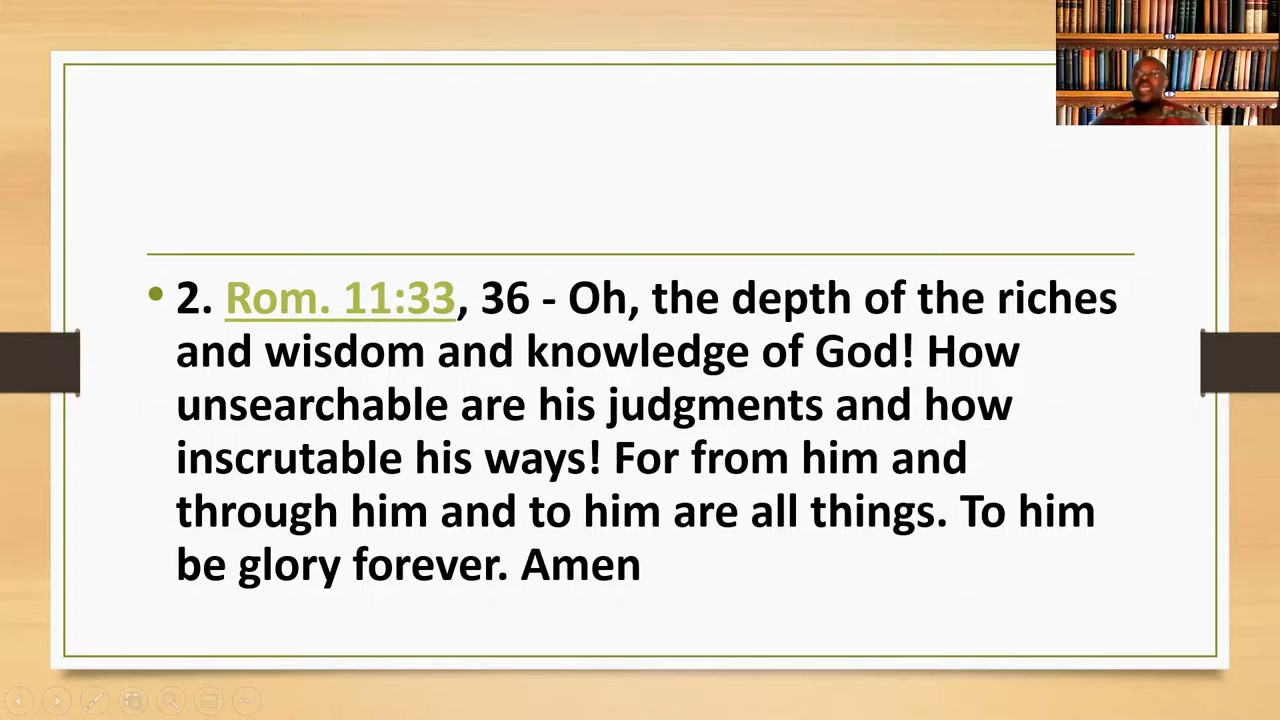 • 2. Rom. 11:33, 36 - Oh, the depth of the riches
and wisdom and knowledge of God! How
unsearchable are his judgments and how
inscrutable his ways! For from him and
through him and to him are all things. To him
be glory forever. Amen